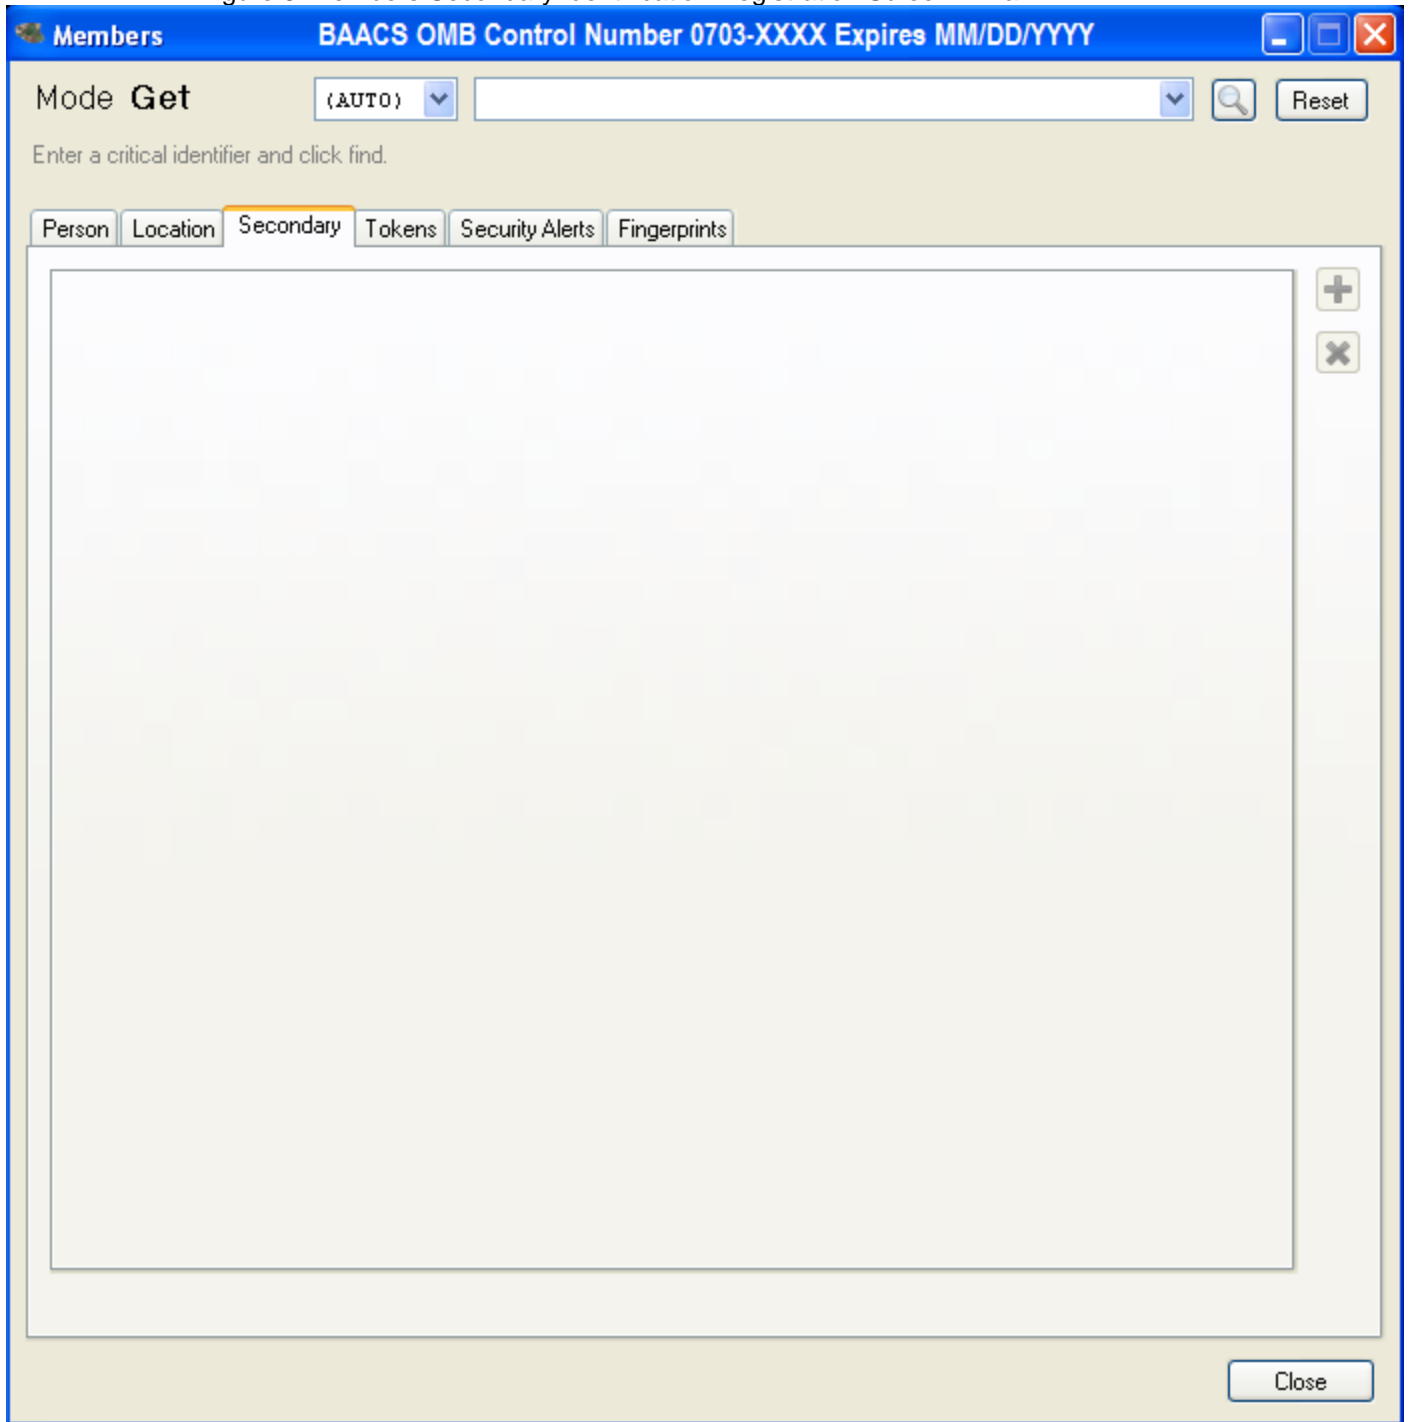 Members BAACS OMB Control Number 0703-XXXX Expires MM/DD/YYYY
Mode Get (AUTO) Reset
Enter a critical identifier and click find.
Person Location Secondary Tokens Security Alerts Fingerprints
Close